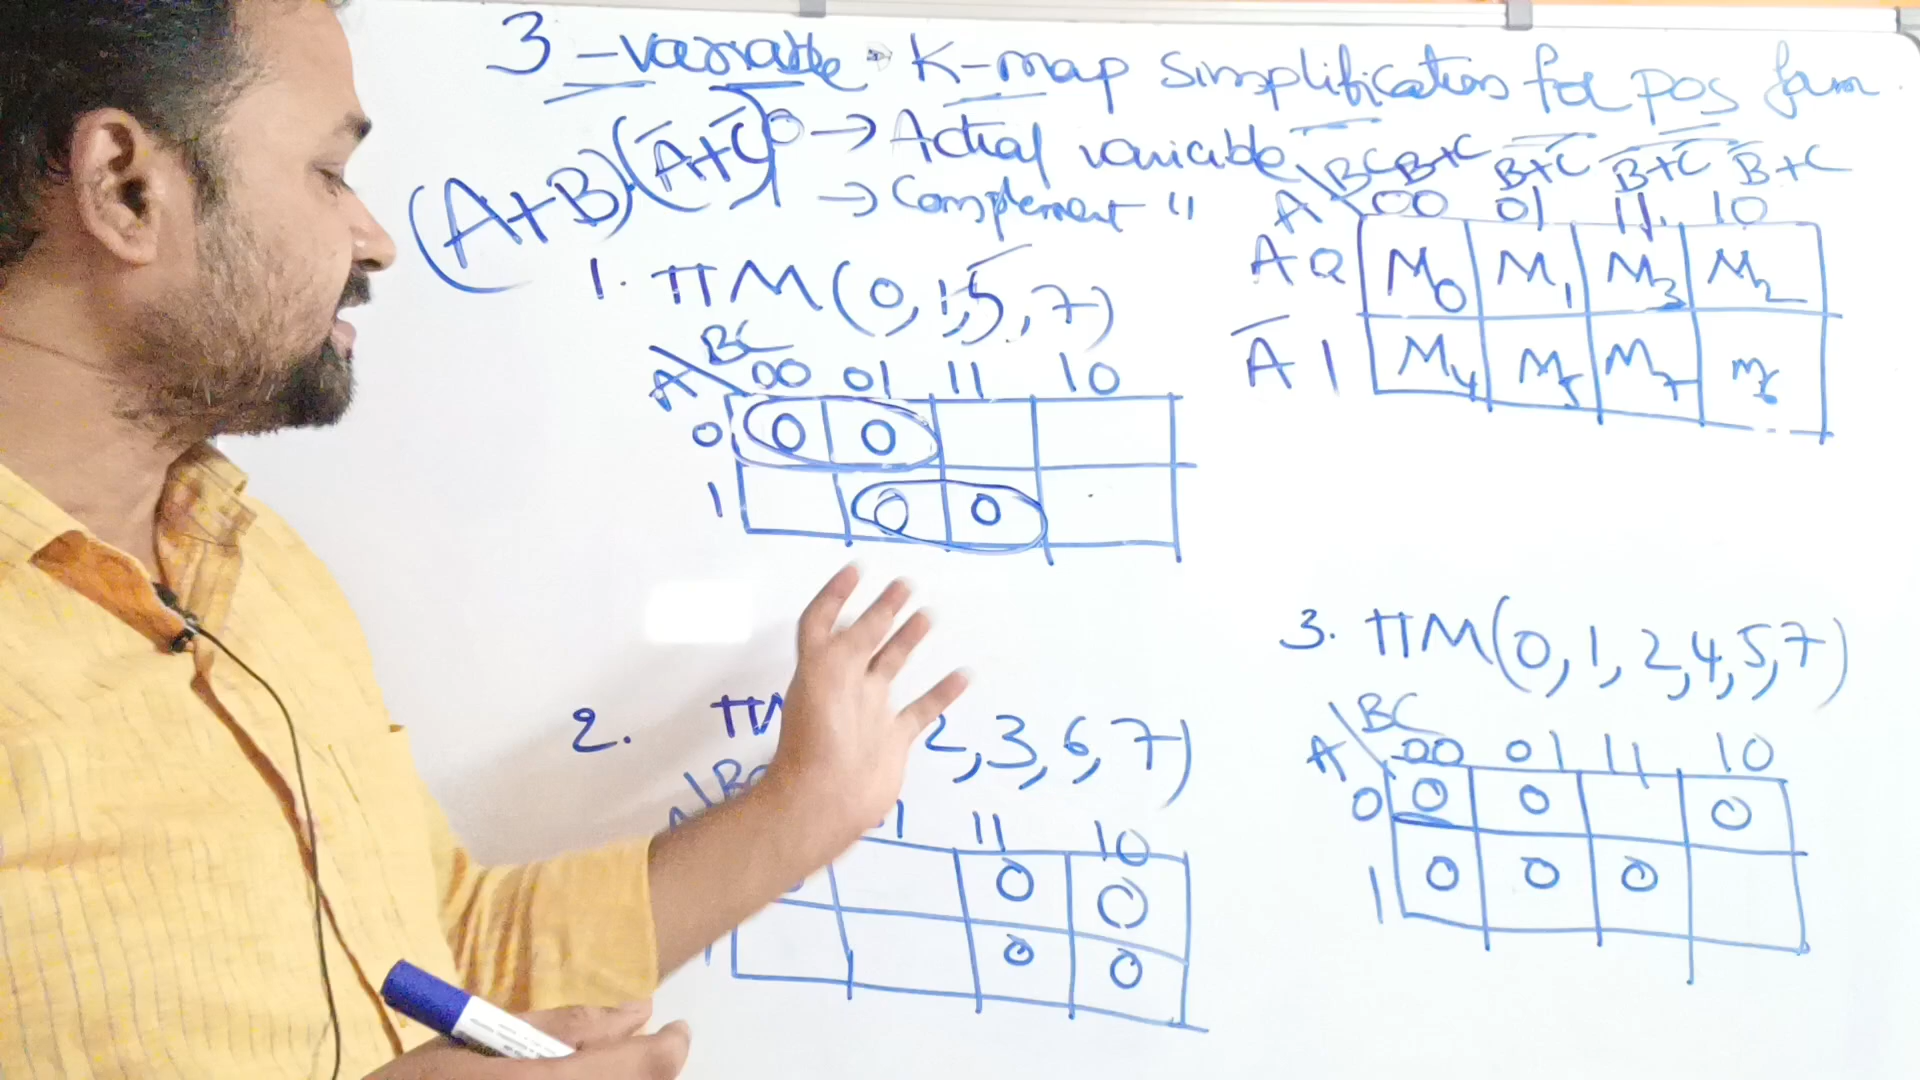 3-variable K-map simplification for pos form.
0 → Actual variable
1 → Complement "
(A+B)(A̅+C̅)
A\BC B+C B+C̅ B̅+C̅ B̅+C
00 01 11 10
A 0 M0 M1 M3 M2
A̅ 1 M4 M5 M7 m6
1. πM(0,1,5,7)
A\BC 00 01 11 10
0 0 0
1 0 0
2. 2,3,6,7)
11 10
0 0
0 0
3. πM(0,1,2,4,5,7)
A\BC 00 01 11 10
0 0 0 0
1 0 0 0